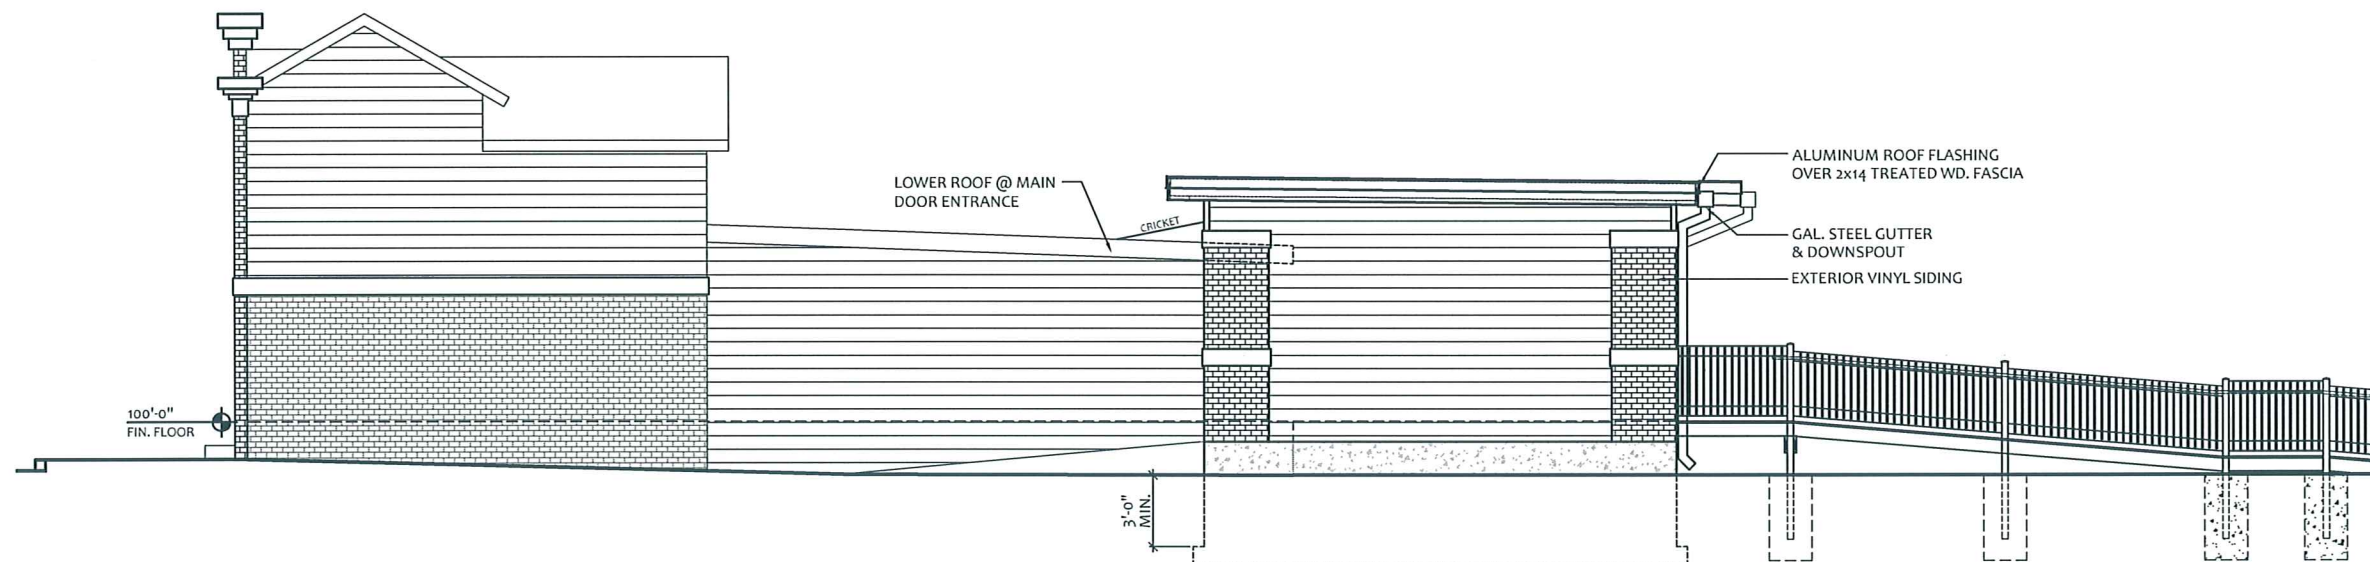 ALUMINUM ROOF FLASHING
OVER 2x14 TREATED WD. FASCIA
LOWER ROOF @ MAIN
DOOR ENTRANCE
CRICKET
GAL. STEEL GUTTER
& DOWNSPOUT
EXTERIOR VINYL SIDING
100'-0"
FIN. FLOOR
3'-0"
MIN.